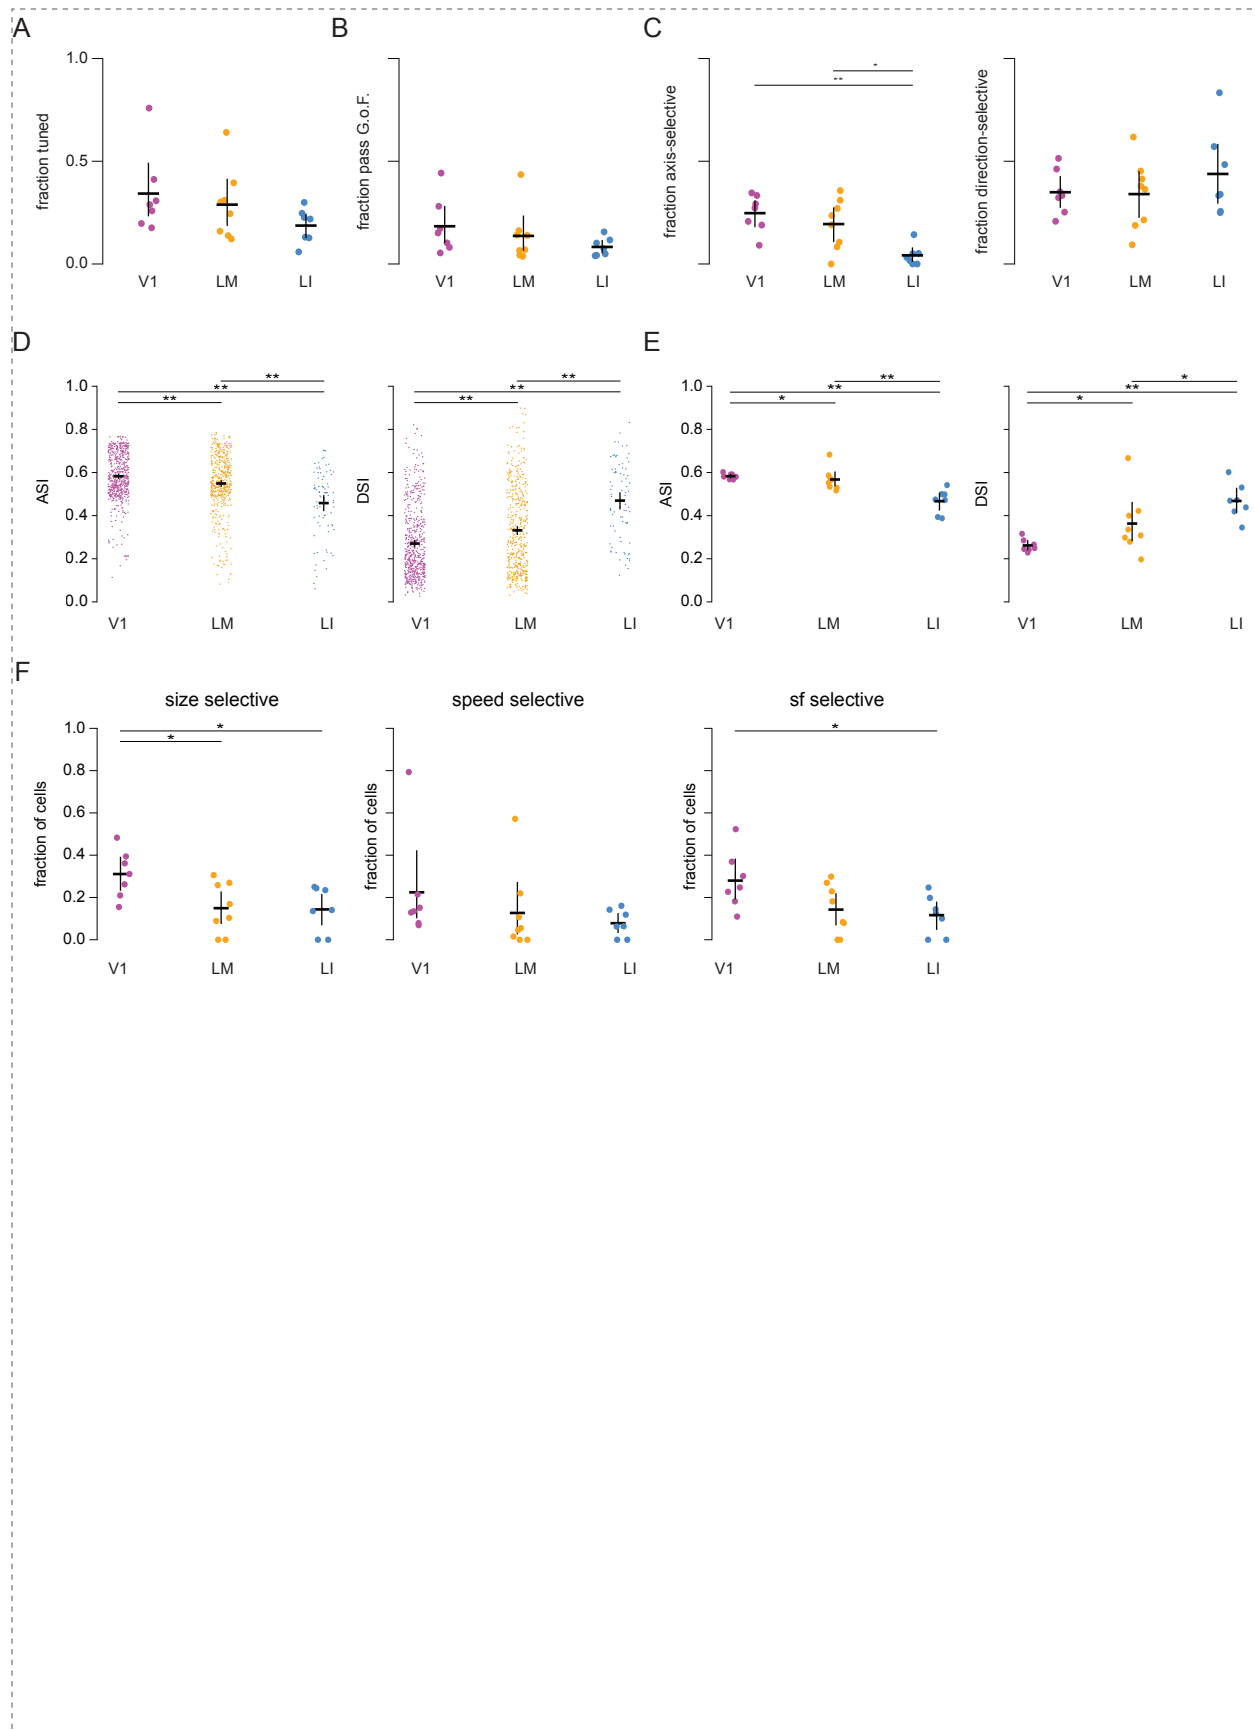 A
fraction tuned
1.0
0.5
0.0
V1 LM LI
B
fraction pass G.o.F.
V1 LM LI
C
fraction axis-selective
**
*
V1 LM LI
fraction direction-selective
V1 LM LI
D
ASI
1.0
0.8
0.6
0.4
0.2
0.0
**
**
**
V1 LM LI
DSI
**
**
**
V1 LM LI
E
ASI
1.0
0.8
0.6
0.4
0.2
0.0
**
**
*
V1 LM LI
DSI
*
**
*
V1 LM LI
F
size selective
fraction of cells
1.0
0.8
0.6
0.4
0.2
0.0
*
*
V1 LM LI
speed selective
fraction of cells
V1 LM LI
sf selective
fraction of cells
*
V1 LM LI